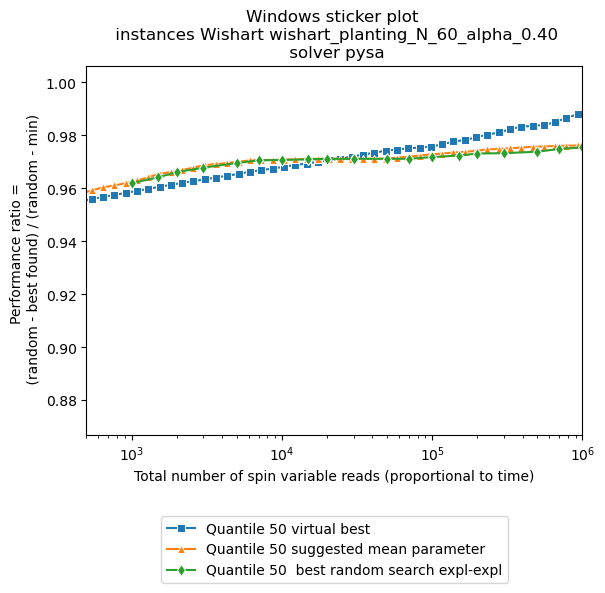 Windows sticker plot
instances Wishart wishart_planting_N_60_alpha_0.40
solver pysa
Performance ratio =
(random - best found) / (random - min)
1.00
0.98
0.96
0.94
0.92
0.90
0.88
10³
10⁴
10⁵
10⁶
Total number of spin variable reads (proportional to time)
Quantile 50 virtual best
Quantile 50 suggested mean parameter
Quantile 50  best random search expl-expl